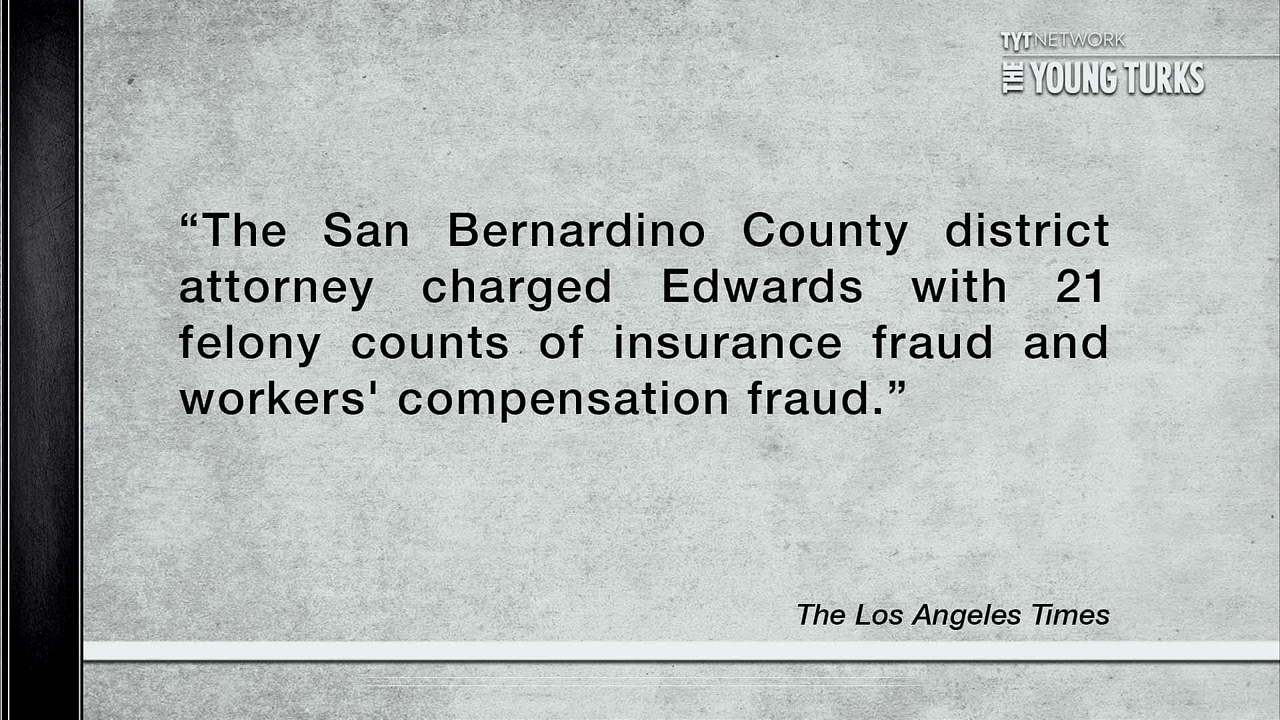 TYT NETWORK
THE YOUNG TURKS
“The San Bernardino County district
attorney charged Edwards with 21
felony counts of insurance fraud and
workers' compensation fraud.”
The Los Angeles Times